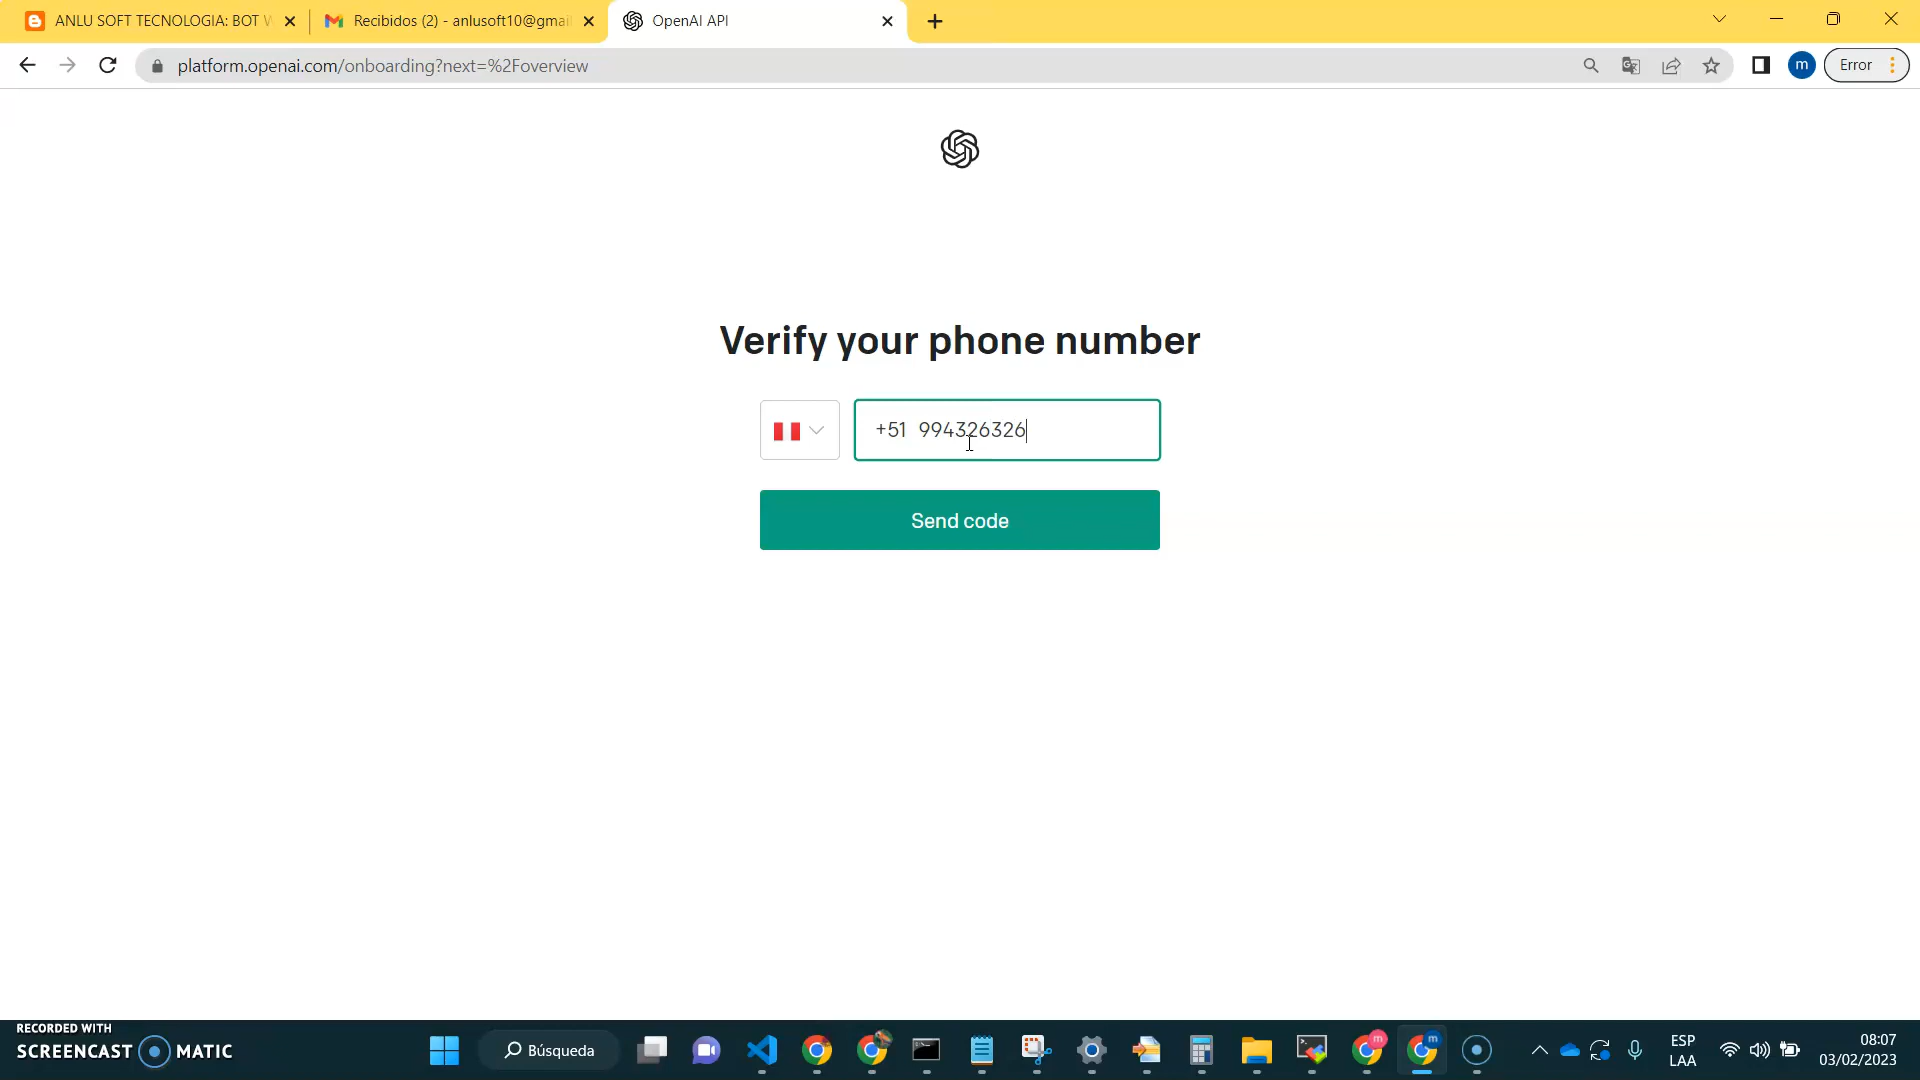 ANLU SOFT TECNOLOGIA: BOT W
Recibidos (2) - anlusoft10@gmai
OpenAI API
platform.openai.com/onboarding?next=%2Foverview
m
Error
Verify your phone number
+51 994326326
Send code
RECORDED WITH
SCREENCAST MATIC
Búsqueda
m
m
ESP
LAA
08:07
03/02/2023